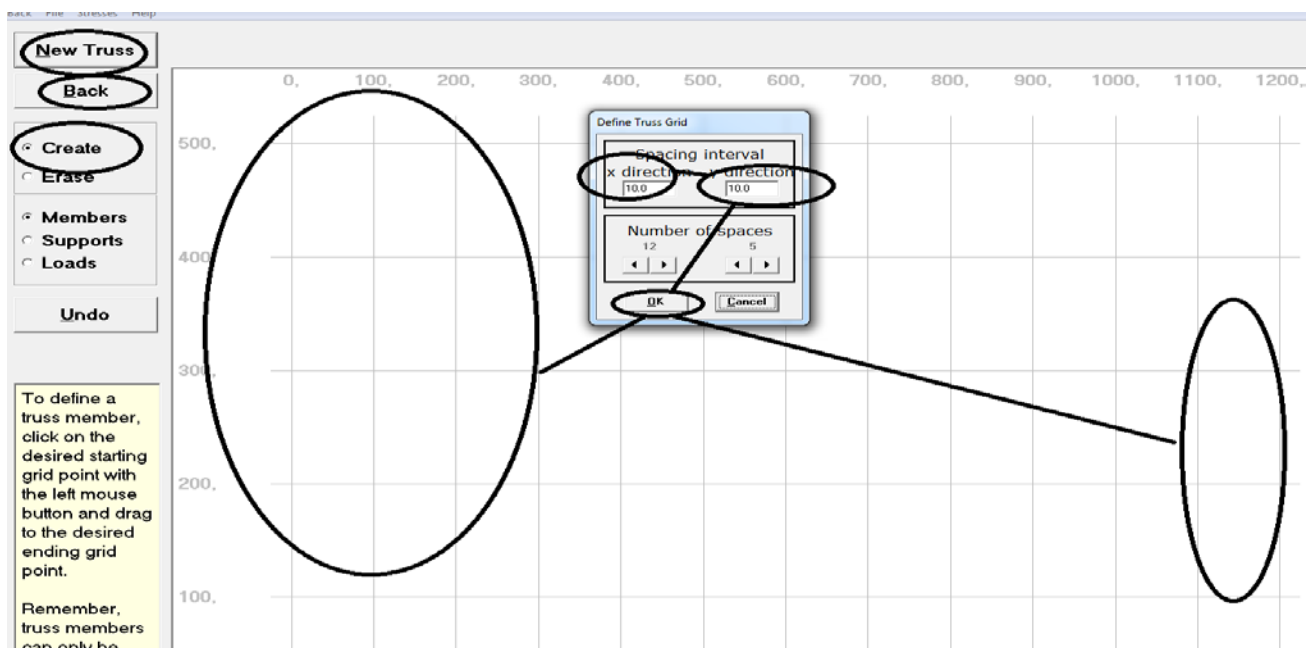 Back File Stresses Help
New Truss
Back
0, 100, 200, 300, 400, 500, 600, 700, 800, 900, 1000, 1100, 1200,
Create
Erase
Members
Supports
Loads
Undo
500,
400,
300,
200,
100,
Define Truss Grid
Spacing interval
x direction y direction
10.0 10.0
Number of spaces
12 5
OK Cancel
To define a
truss member,
click on the
desired starting
grid point with
the left mouse
button and drag
to the desired
ending grid
point.
Remember,
truss members
can only be